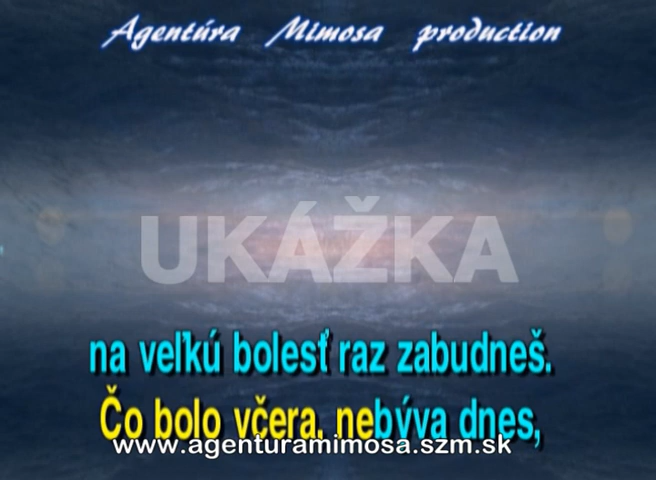 Agentúra Mimosa production
UKÁŽKA
na veľkú bolesť raz zabudneš.
Čo bolo včera, nebýva dnes,
www.agenturamimosa.szm.sk